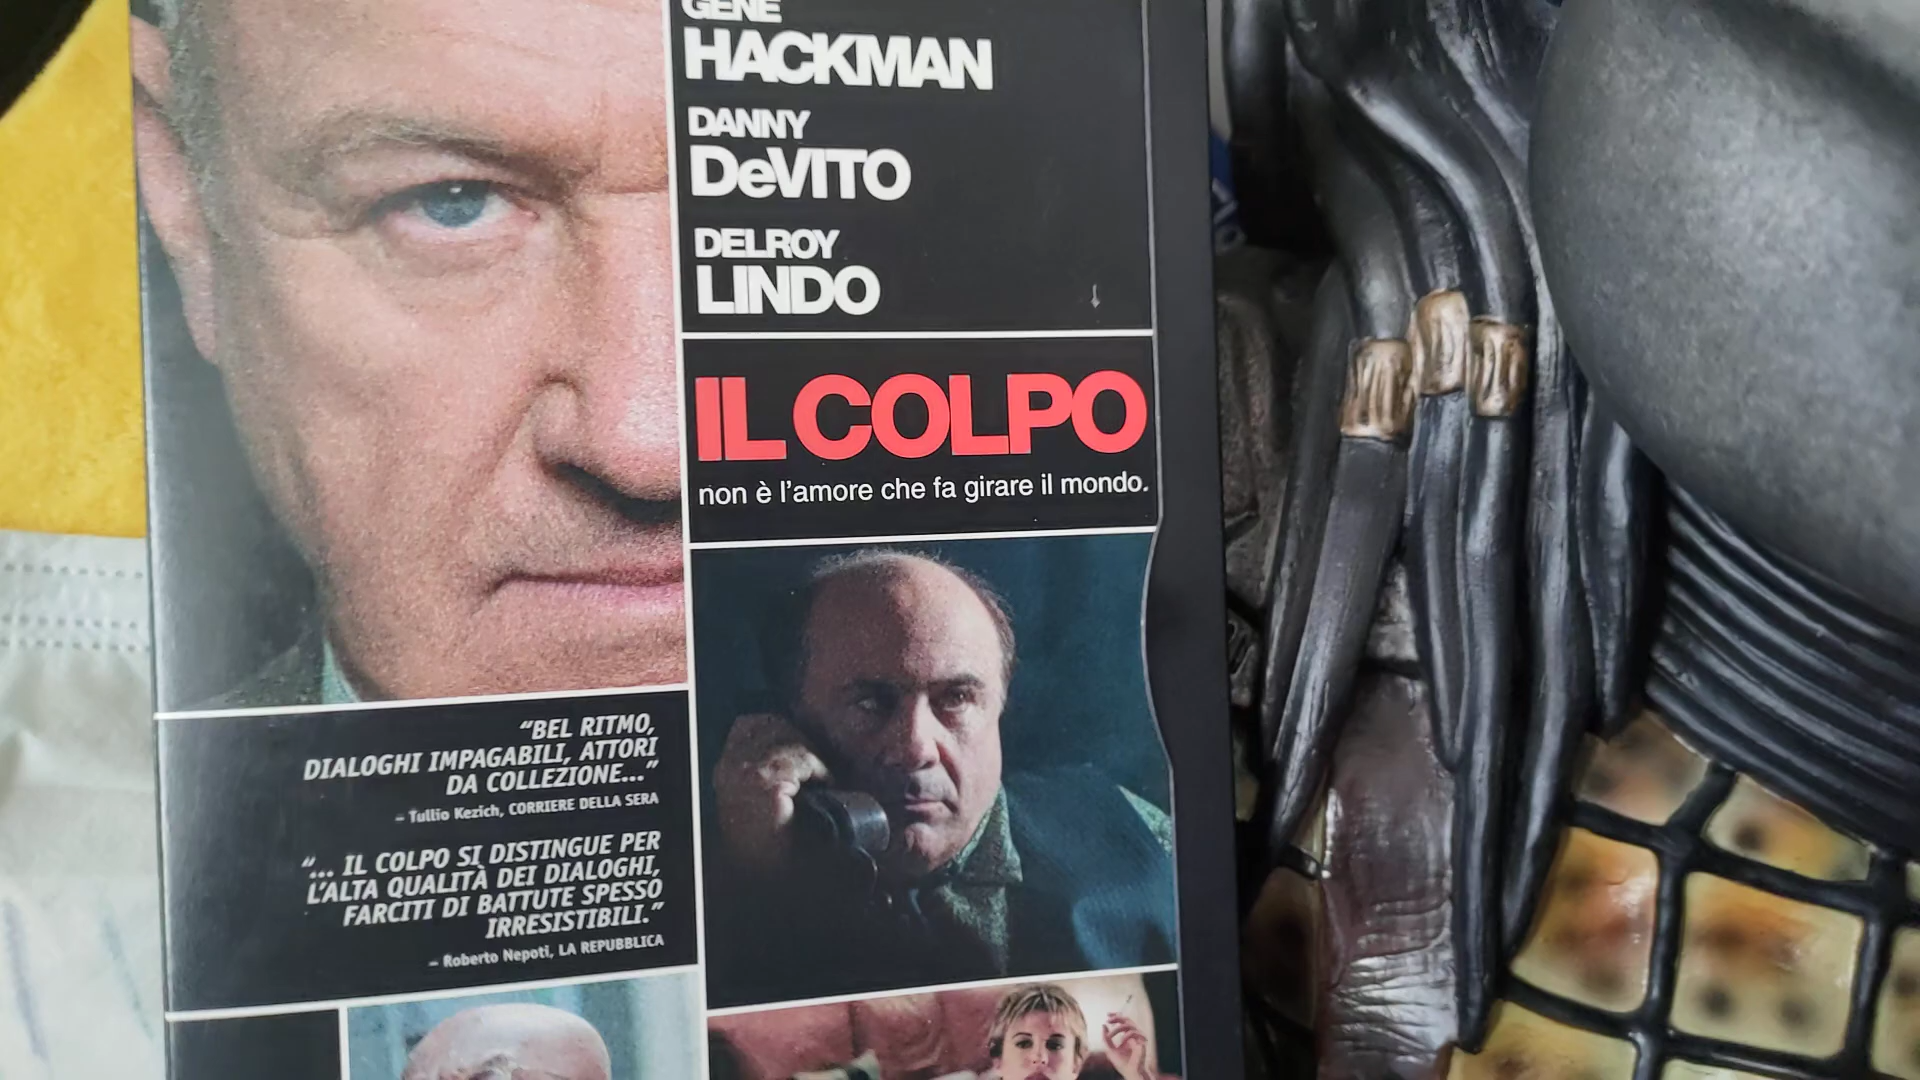 GENE
HACKMAN
DANNY
DeVITO
DELROY
LINDO
IL COLPO
non è l'amore che fa girare il mondo.
“BEL RITMO,
DIALOGHI IMPAGABILI, ATTORI
DA COLLEZIONE...”
– Tullio Kezich, CORRIERE DELLA SERA
“... IL COLPO SI DISTINGUE PER
L'ALTA QUALITÀ DEI DIALOGHI,
FARCITI DI BATTUTE SPESSO
IRRESISTIBILI.”
– Roberto Nepoti, LA REPUBBLICA